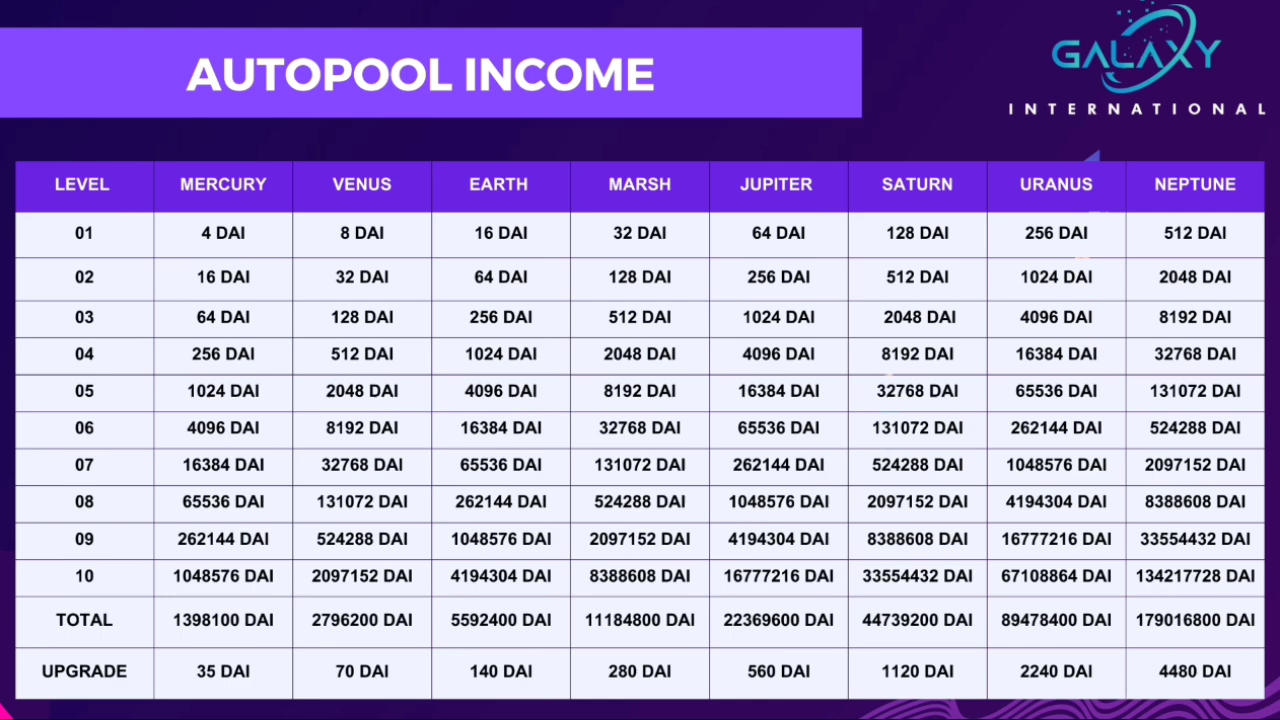 AUTOPOOL INCOME
GALAXY
INTERNATIONAL
LEVEL MERCURY VENUS EARTH MARSH JUPITER SATURN URANUS NEPTUNE
01 4 DAI 8 DAI 16 DAI 32 DAI 64 DAI 128 DAI 256 DAI 512 DAI
02 16 DAI 32 DAI 64 DAI 128 DAI 256 DAI 512 DAI 1024 DAI 2048 DAI
03 64 DAI 128 DAI 256 DAI 512 DAI 1024 DAI 2048 DAI 4096 DAI 8192 DAI
04 256 DAI 512 DAI 1024 DAI 2048 DAI 4096 DAI 8192 DAI 16384 DAI 32768 DAI
05 1024 DAI 2048 DAI 4096 DAI 8192 DAI 16384 DAI 32768 DAI 65536 DAI 131072 DAI
06 4096 DAI 8192 DAI 16384 DAI 32768 DAI 65536 DAI 131072 DAI 262144 DAI 524288 DAI
07 16384 DAI 32768 DAI 65536 DAI 131072 DAI 262144 DAI 524288 DAI 1048576 DAI 2097152 DAI
08 65536 DAI 131072 DAI 262144 DAI 524288 DAI 1048576 DAI 2097152 DAI 4194304 DAI 8388608 DAI
09 262144 DAI 524288 DAI 1048576 DAI 2097152 DAI 4194304 DAI 8388608 DAI 16777216 DAI 33554432 DAI
10 1048576 DAI 2097152 DAI 4194304 DAI 8388608 DAI 16777216 DAI 33554432 DAI 67108864 DAI 134217728 DAI
TOTAL 1398100 DAI 2796200 DAI 5592400 DAI 11184800 DAI 22369600 DAI 44739200 DAI 89478400 DAI 179016800 DAI
UPGRADE 35 DAI 70 DAI 140 DAI 280 DAI 560 DAI 1120 DAI 2240 DAI 4480 DAI